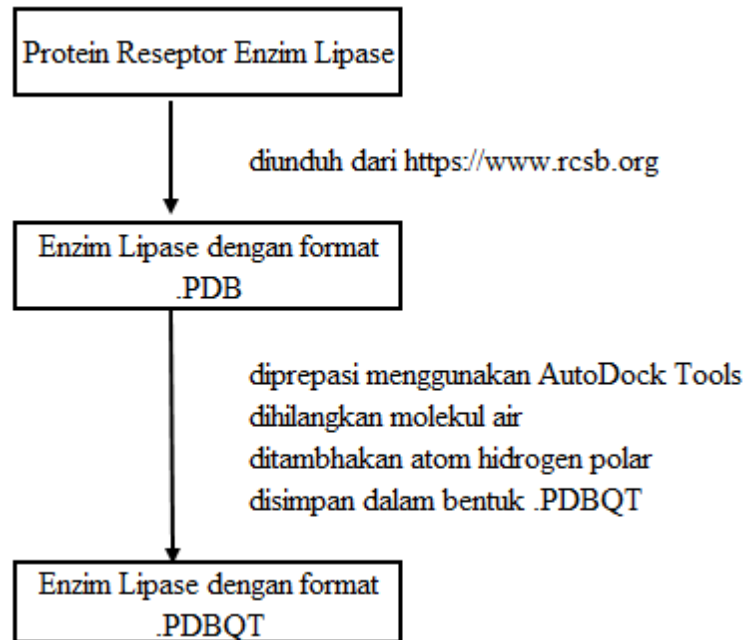 Protein Reseptor Enzim Lipase
diunduh dari https://www.rcsb.org
Enzim Lipase dengan format
.PDB
diprepasi menggunakan AutoDock Tools
dihilangkan molekul air
ditambhakan atom hidrogen polar
disimpan dalam bentuk .PDBQT
Enzim Lipase dengan format
.PDBQT